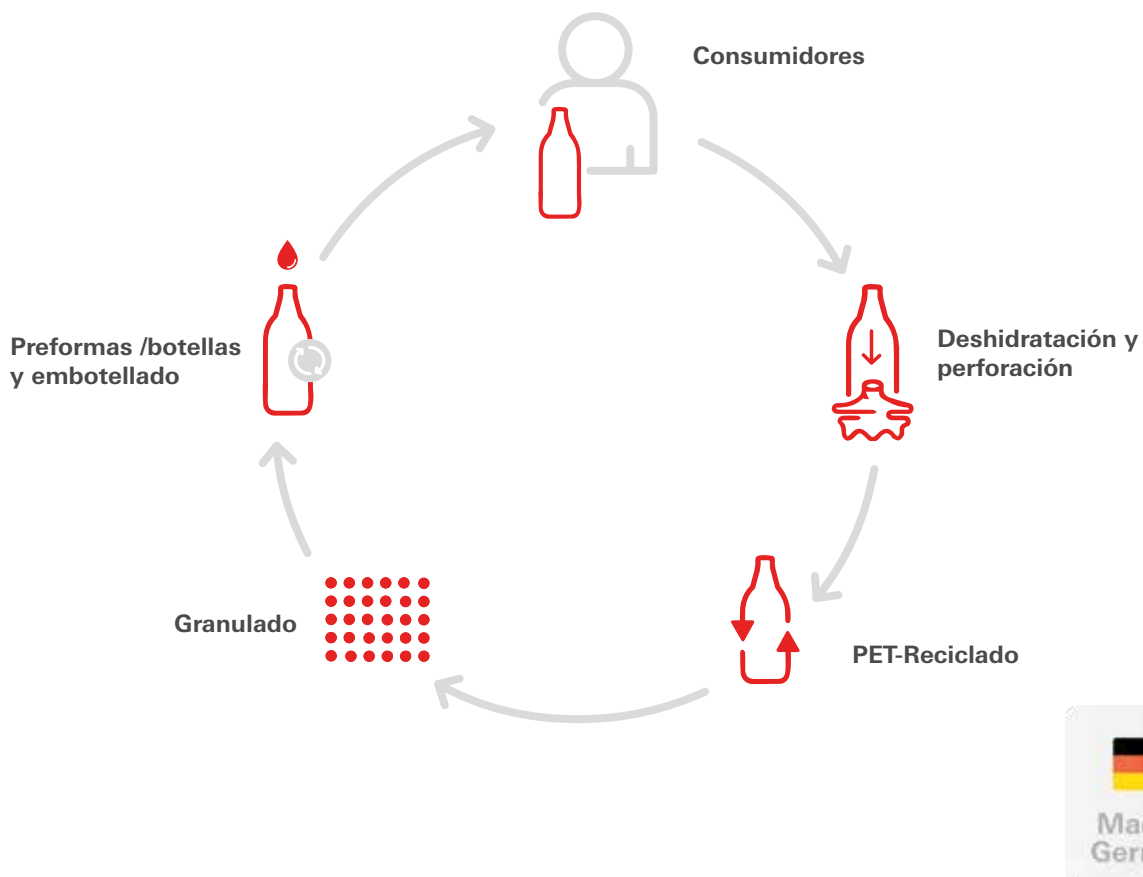 Consumidores
Deshidratación y
perforación
PET-Reciclado
Granulado
Preformas /botellas
y embotellado